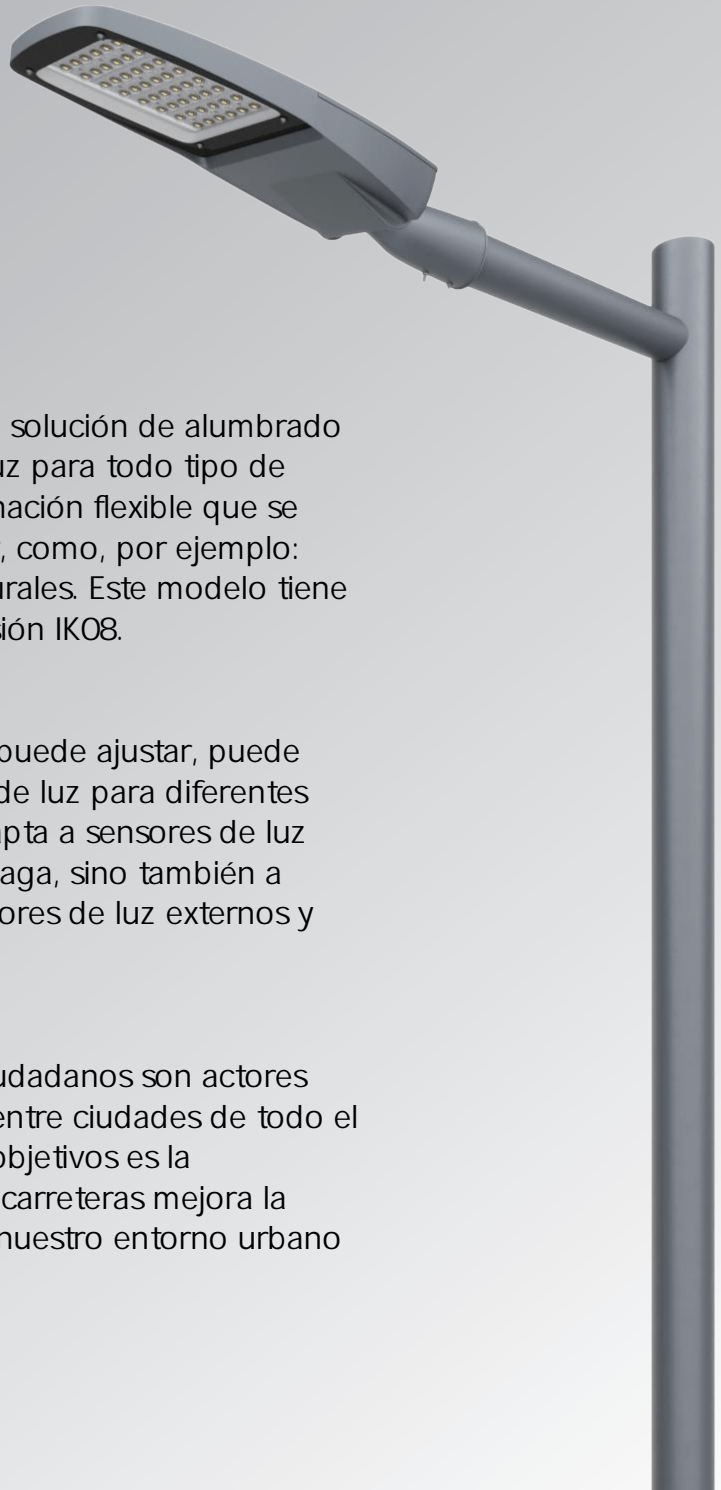 solución de alumbrado
uz para todo tipo de
nación flexible que se
, como, por ejemplo:
urales. Este modelo tiene
sión IK08.
puede ajustar, puede
de luz para diferentes
apta a sensores de luz
aga, sino también a
ores de luz externos y
udadanos son actores
entre ciudades de todo el
objetivos es la
carreteras mejora la
nuestro entorno urbano